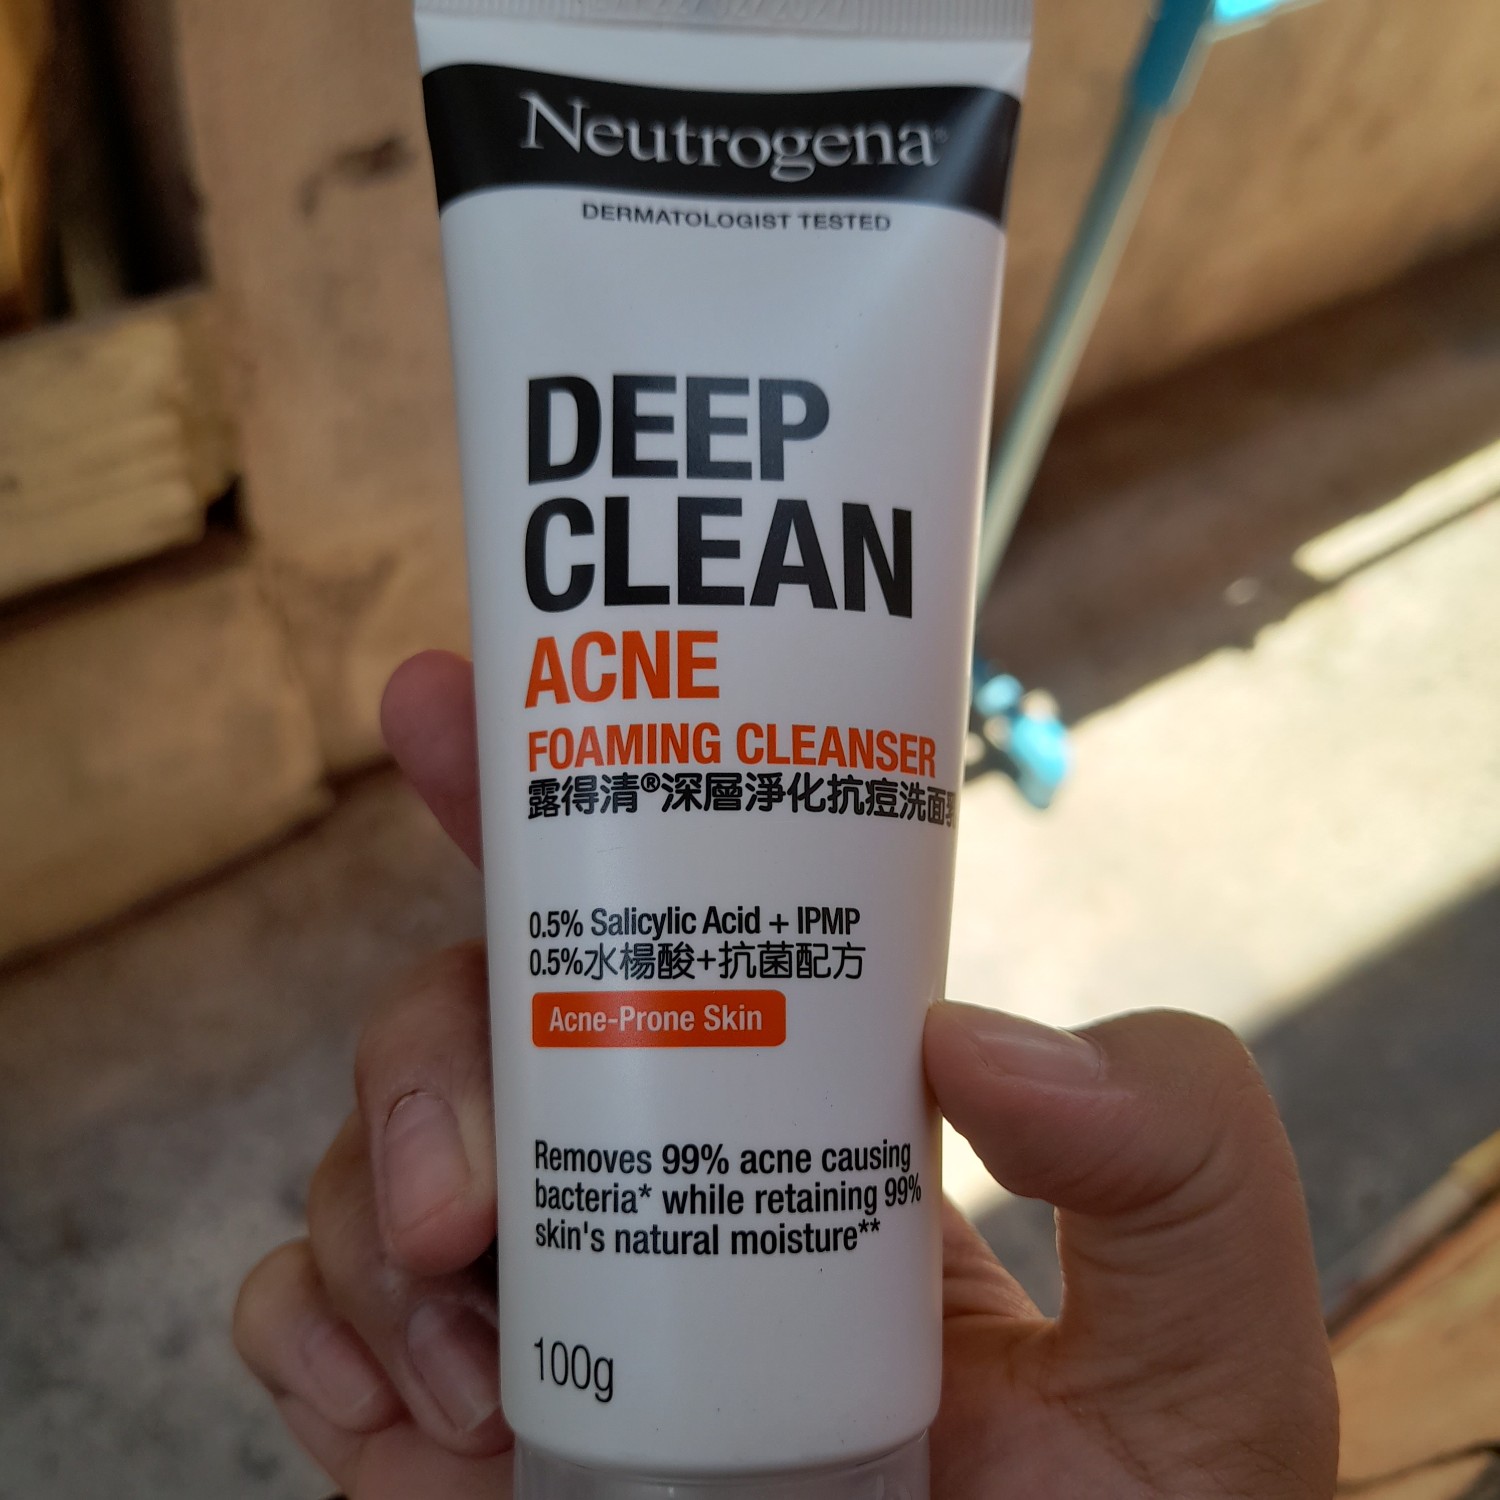 Neutrogena®
DERMATOLOGIST TESTED
DEEP
CLEAN
ACNE
FOAMING CLEANSER
露得清®深層淨化抗痘洗面
0.5% Salicylic Acid + IPMP
0.5%水楊酸+抗菌配方
Acne-Prone Skin
Removes 99% acne causing
bacteria* while retaining 99%
skin's natural moisture**
100g